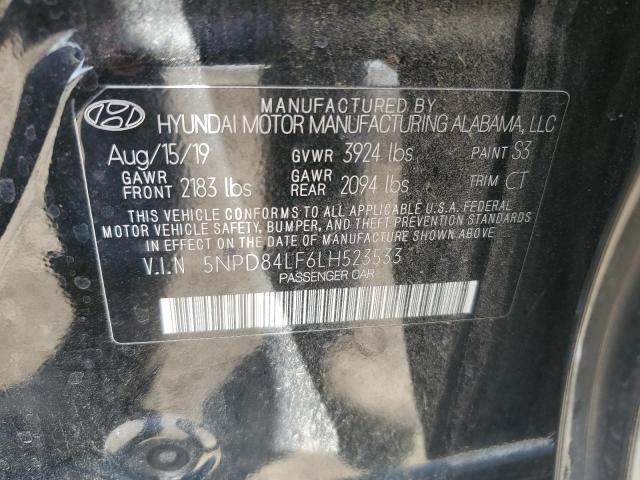 MANUFACTURED BY
HYUNDAI MOTOR MANUFACTURING ALABAMA, LLC
Aug/15/19 GVWR 3924 lbs PAINT S3
GAWR FRONT 2183 lbs GAWR REAR 2094 lbs TRIM CT
THIS VEHICLE CONFORMS TO ALL APPLICABLE U.S.A. FEDERAL
MOTOR VEHICLE SAFETY, BUMPER, AND THEFT PREVENTION STANDARDS
IN EFFECT ON THE DATE OF MANUFACTURE SHOWN ABOVE.
V.I.N 5NPD84LF6LH523533
PASSENGER CAR